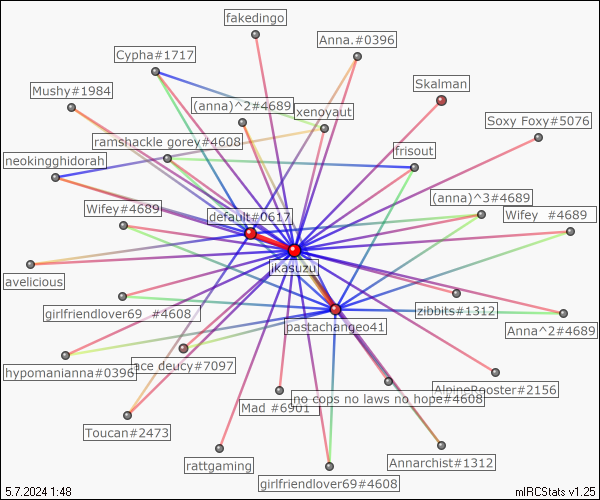 fakedingo
Anna.#0396
Cypha#1717
Skalman
Mushy#1984
(anna)^2#4689
xenoyaut
Soxy Foxy#5076
ramshackle gorey#4608
frisout
neokingghidorah
(anna)^3#4689
Wifey#4689
default#0617
Wifey  #4689
ikasuzu
avelicious
zibbits#1312
girlfriendlover69  #4608
pastachangeo41
Anna^2#4689
hypomanianna#0396
ace deucy#7097
AlpineRooster#2156
no cops no laws no hope#4608
Mad  #6901
Toucan#2473
Annarchist#1312
rattgaming
girlfriendlover69#4608
5.7.2024 1:48
mIRCStats v1.25